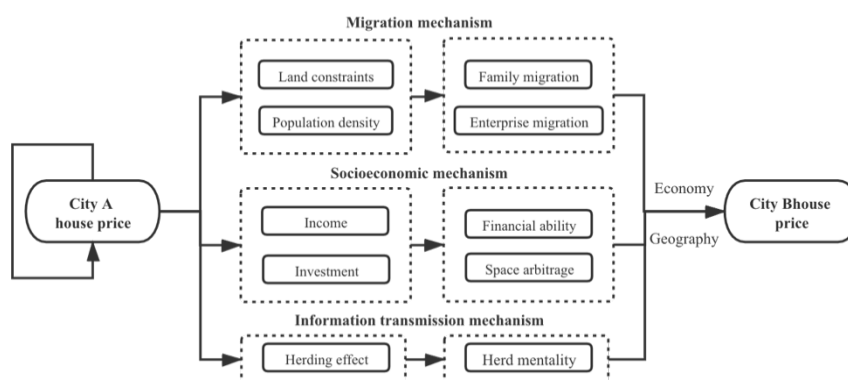 Migration mechanism
Land constraints
Family migration
Population density
Enterprise migration
Socioeconomic mechanism
City A
house price
Income
Financial ability
Investment
Space arbitrage
Economy
Geography
City Bhouse
price
Information transmission mechanism
Herding effect
Herd mentality